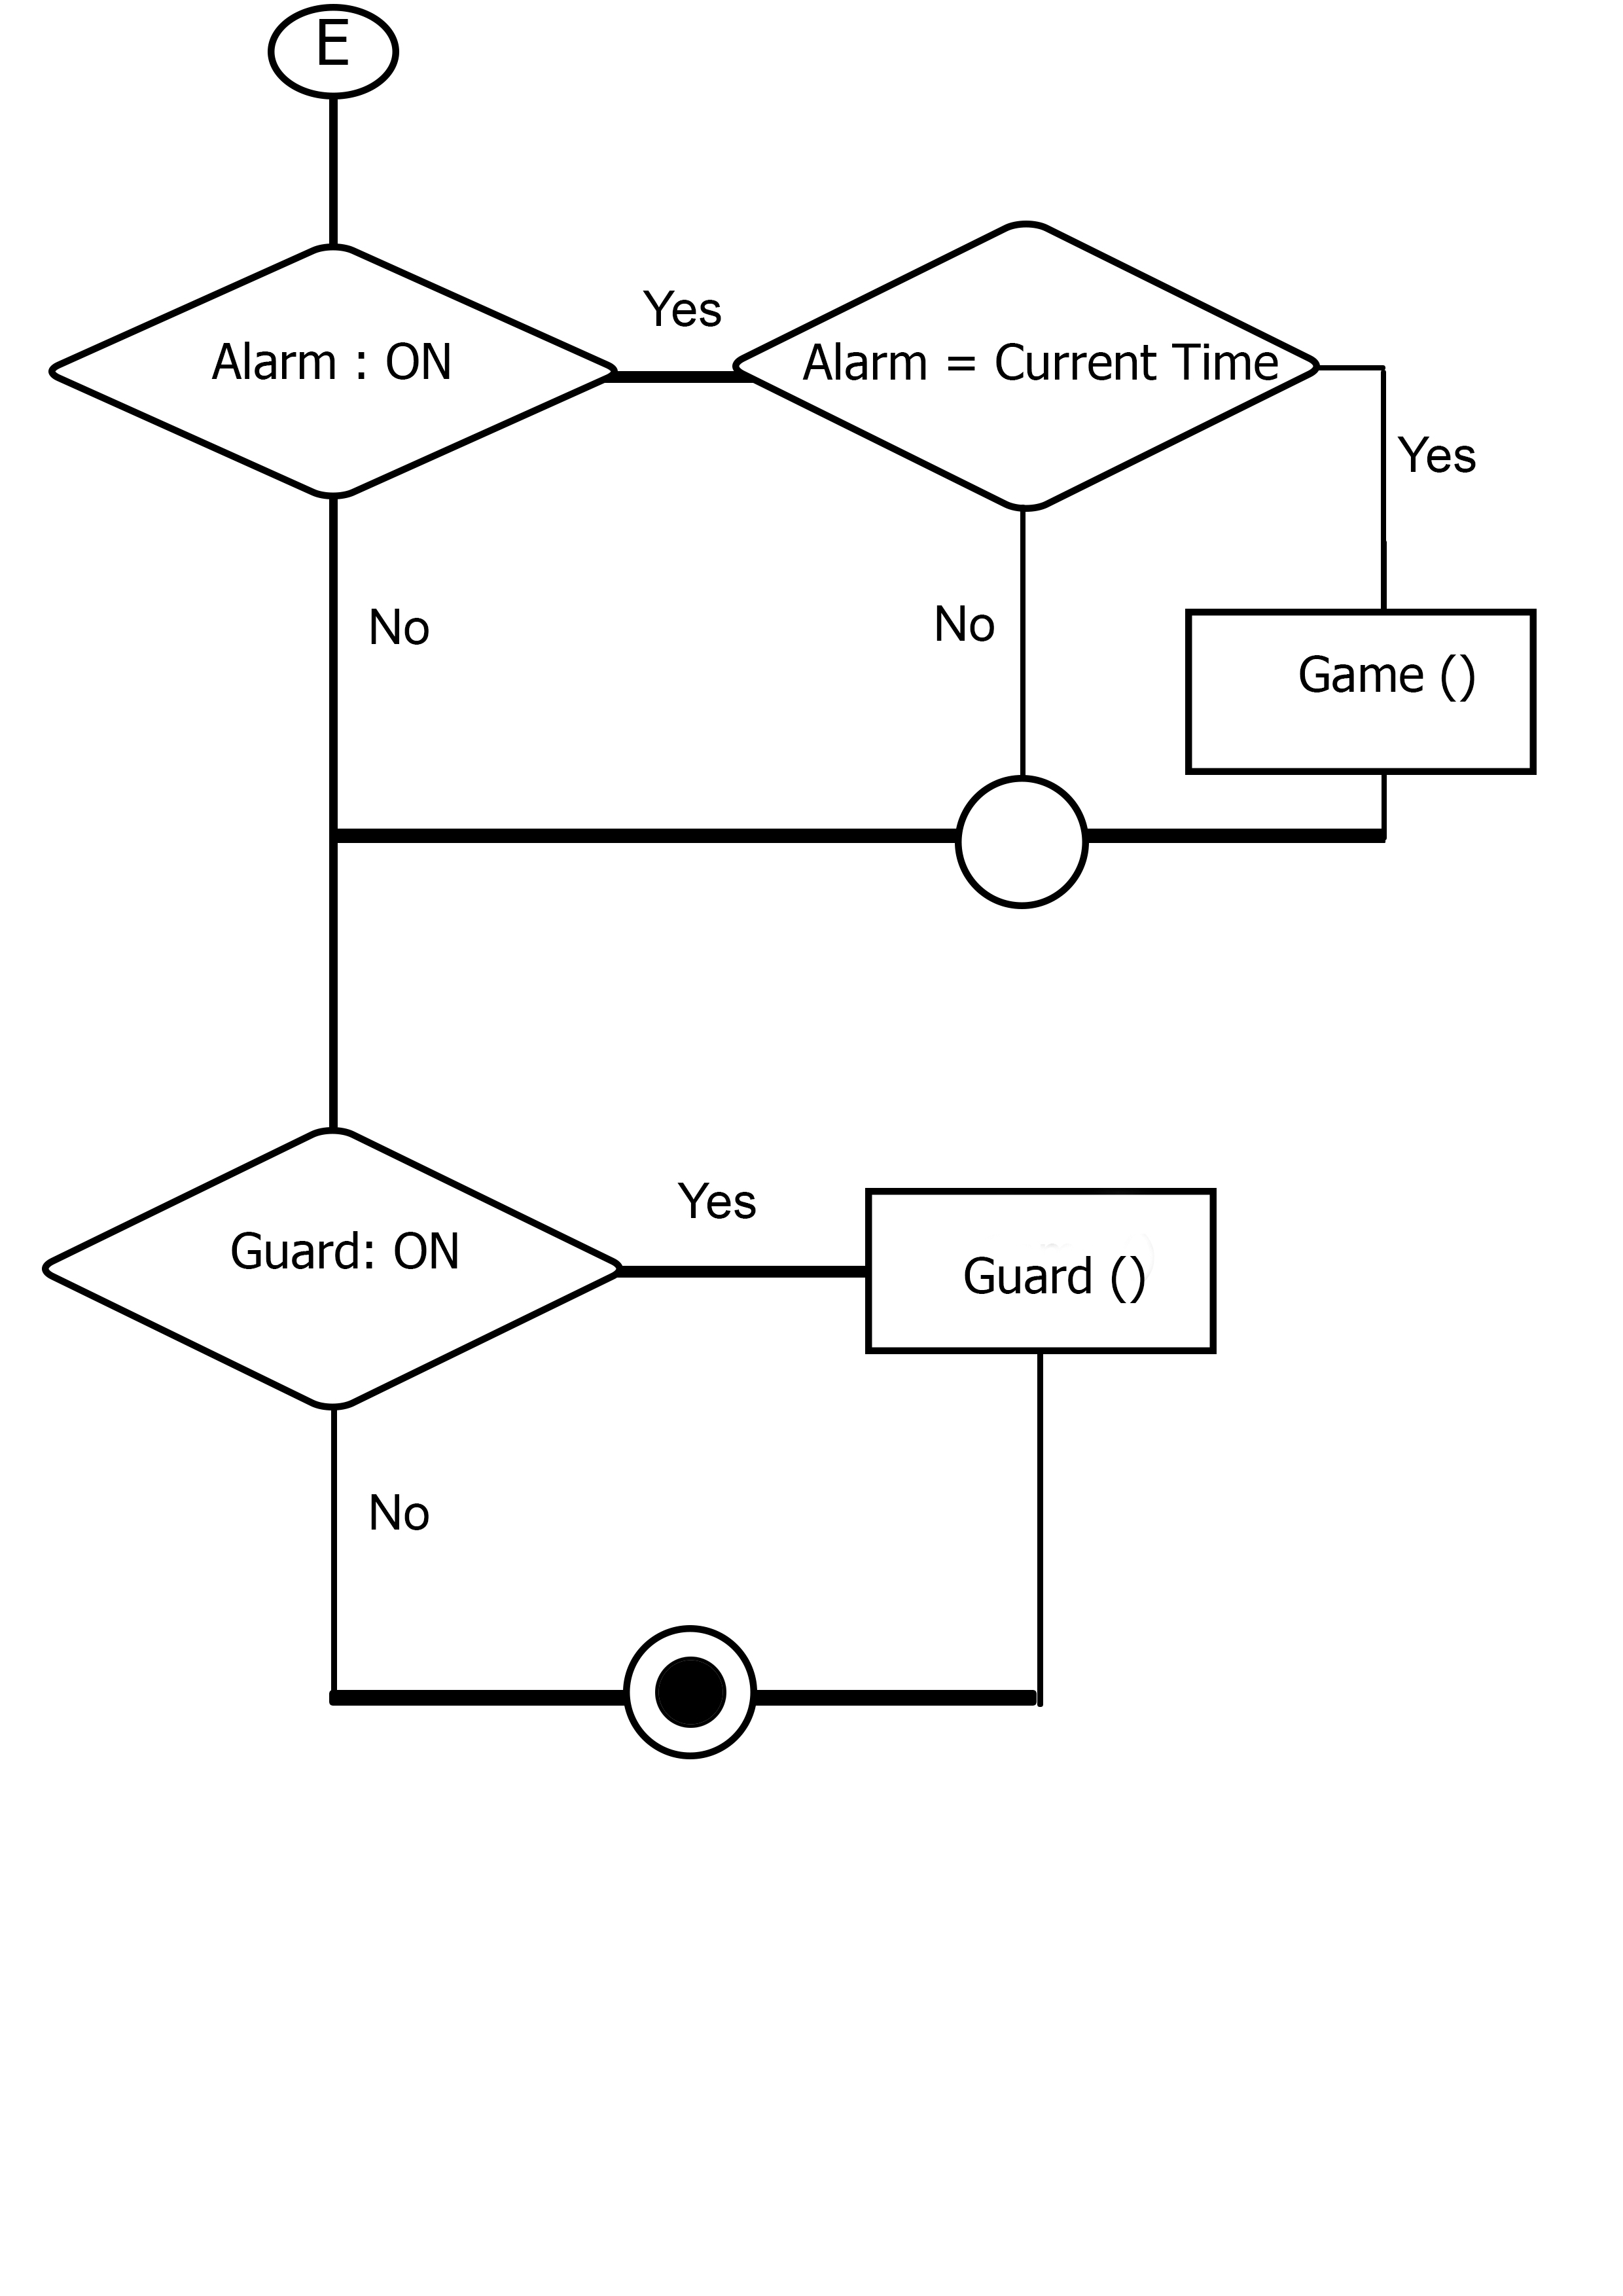 E
Alarm : ON
Yes
Alarm = Current Time
Yes
No
No
Game ()
Guard: ON
Yes
Guard ()
No